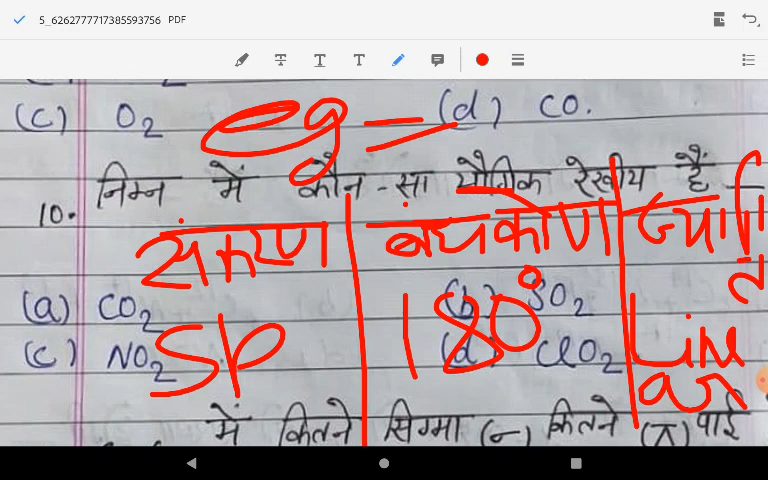 5_6262777717385593756 PDF
(c) O2 (d) CO.
eg
10. निम्न में कौन-सा यौगिक रेखीय हैं
संकरण बंधकोण ज्यामिति
(a) CO2 (b) SO2
(c) NO2 (d) ClO2
sp 180° Linear
में कितने सिग्मा (σ) कितने (π) पाई